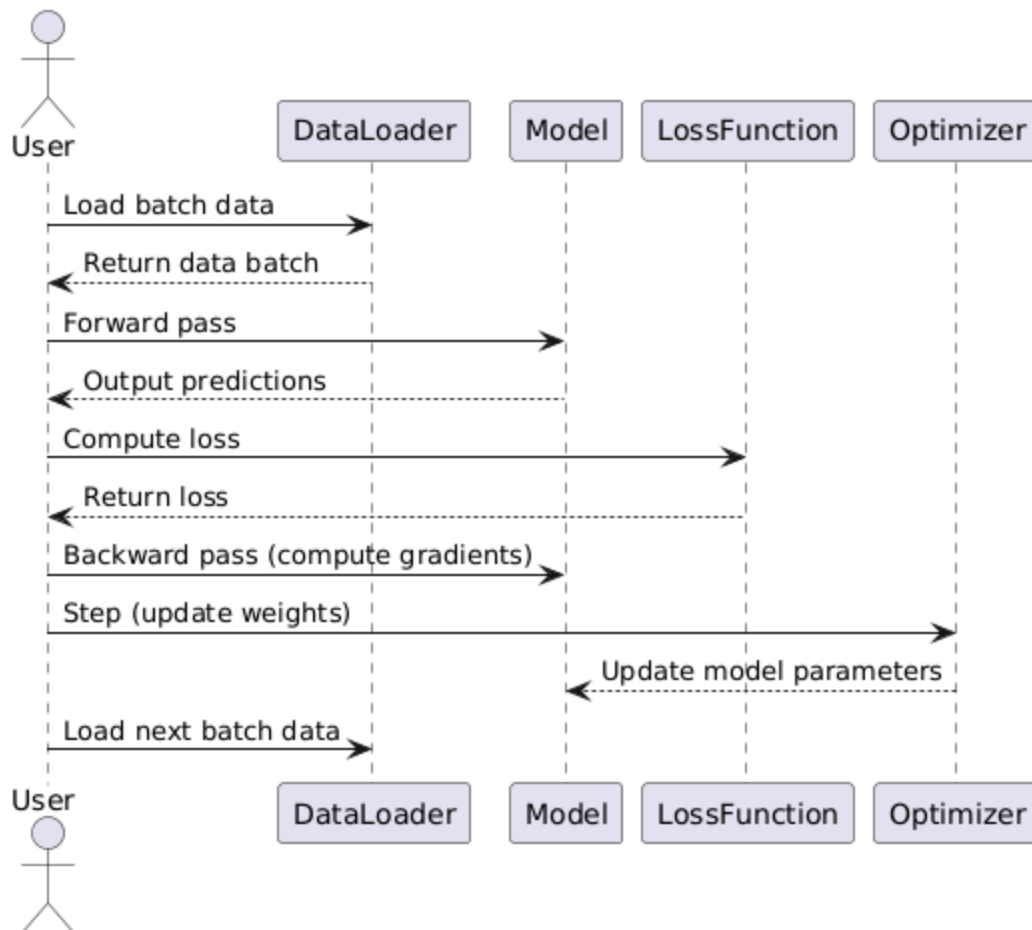 User
DataLoader
Model
LossFunction
Optimizer
Load batch data
Return data batch
Forward pass
Output predictions
Compute loss
Return loss
Backward pass (compute gradients)
Step (update weights)
Update model parameters
Load next batch data
User
DataLoader
Model
LossFunction
Optimizer